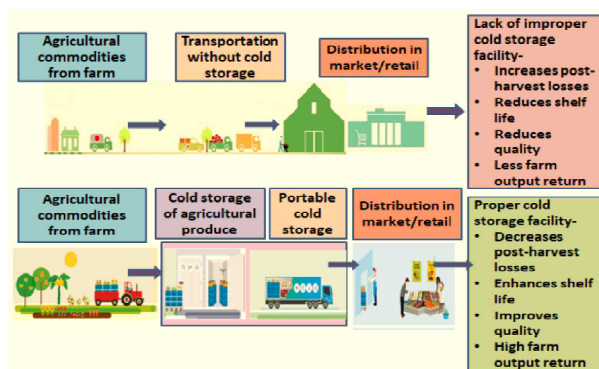 Agricultural
commodities
from farm
Transportation
without cold
storage
Distribution in
market/retail
Lack of improper
cold storage
facility-
• Increases post-
harvest losses
• Reduces shelf
life
• Reduces
quality
• Less farm
output return
Agricultural
commodities
from farm
Cold storage
of agricultural
produce
Portable
cold
storage
Distribution in
market/retail
Proper cold
storage facility-
• Decreases
post-harvest
losses
• Enhances shelf
life
• Improves
quality
• High farm
output return